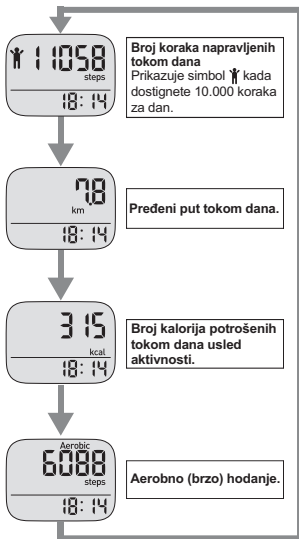 11058
steps
18:14
Broj koraka napravljenih
tokom dana
Prikazuje simbol kada
dostignete 10.000 koraka
za dan.
7.8
km
18:14
Pređeni put tokom dana.
315
kcal
18:14
Broj kalorija potrošenih
tokom dana usled
aktivnosti.
Aerobic
6088
steps
18:14
Aerobno (brzo) hodanje.